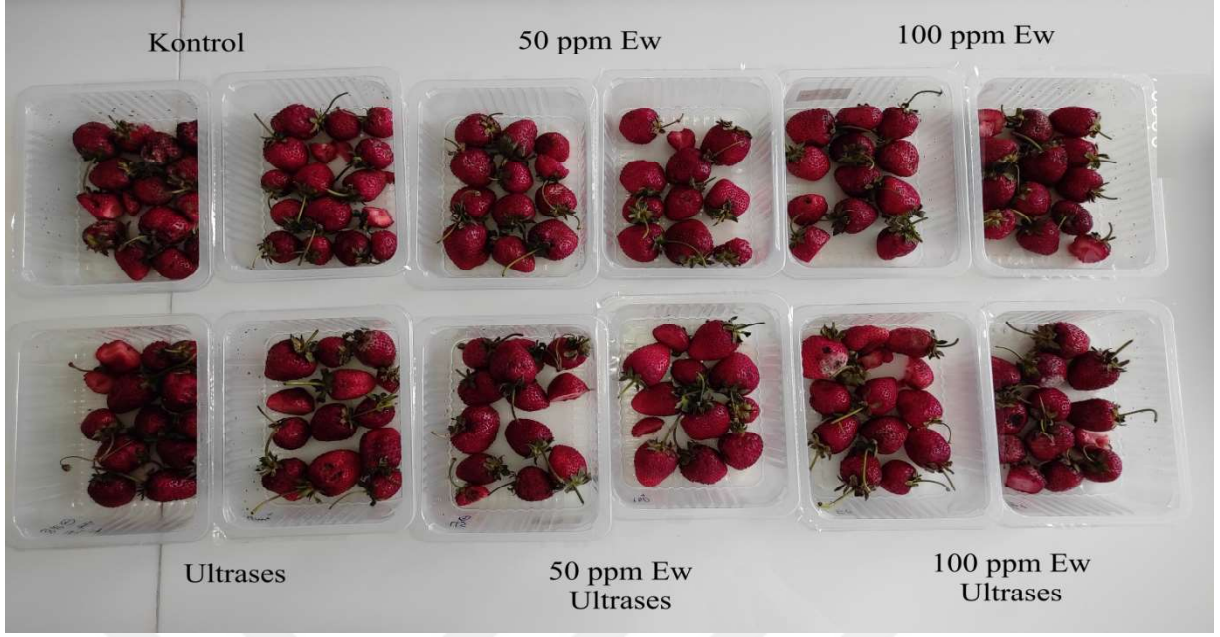 Kontrol
50 ppm Ew
100 ppm Ew
Ultrases
50 ppm Ew
Ultrases
100 ppm Ew
Ultrases